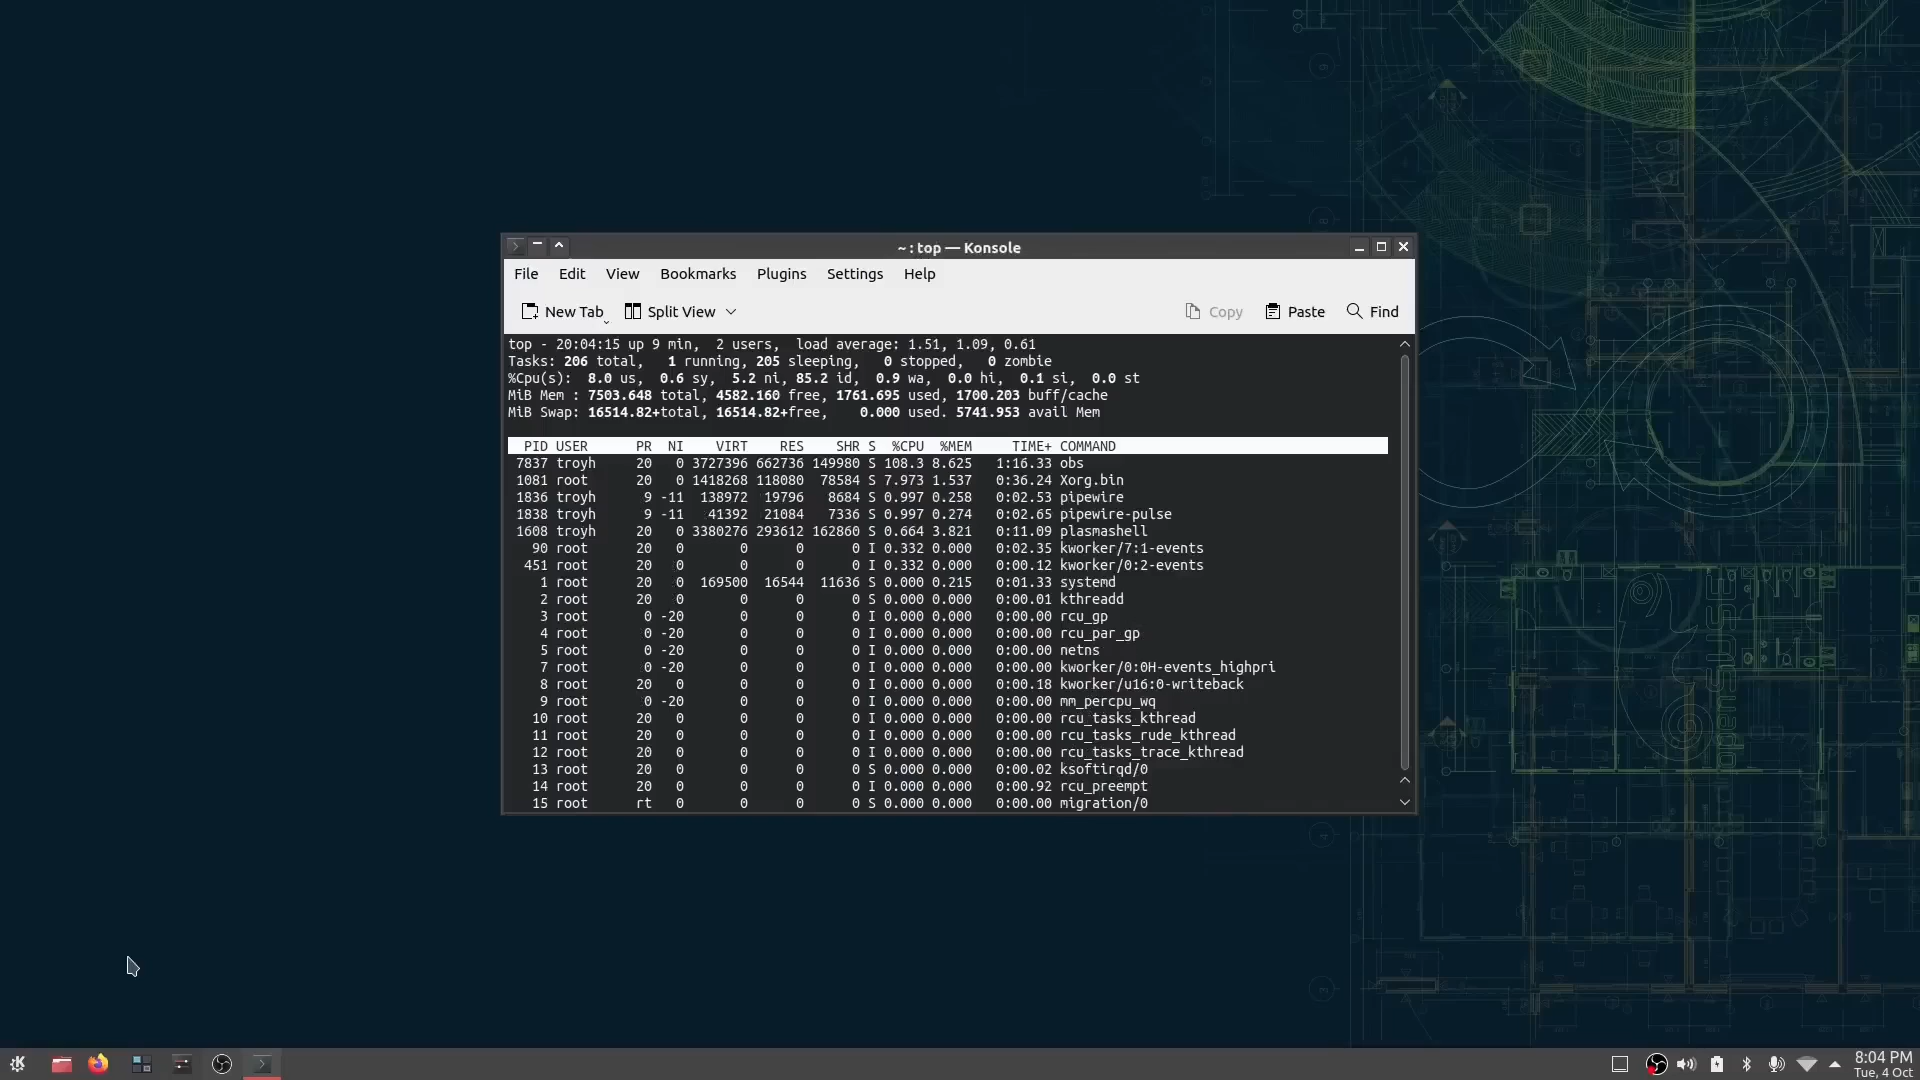 ~ : top — Konsole
File Edit View Bookmarks Plugins Settings Help
New Tab Split View Copy Paste Find
top - 20:04:15 up 9 min,  2 users,  load average: 1.51, 1.09, 0.61
Tasks: 206 total,   1 running, 205 sleeping,   0 stopped,   0 zombie
%Cpu(s):  8.0 us,  0.6 sy,  5.2 ni, 85.2 id,  0.9 wa,  0.0 hi,  0.1 si,  0.0 st
MiB Mem : 7503.648 total, 4582.160 free, 1761.695 used, 1700.203 buff/cache
MiB Swap: 16514.82+total, 16514.82+free,    0.000 used. 5741.953 avail Mem
PID USER PR NI VIRT RES SHR S %CPU %MEM TIME+ COMMAND
7837 troyh 20 0 3727396 662736 149980 S 108.3 8.625 1:16.33 obs
1081 root 20 0 1418268 118080 78584 S 7.973 1.537 0:36.24 Xorg.bin
1836 troyh 9 -11 138972 19796 8684 S 0.997 0.258 0:02.53 pipewire
1838 troyh 9 -11 41392 21084 7336 S 0.997 0.274 0:02.65 pipewire-pulse
1608 troyh 20 0 3380276 293612 162860 S 0.664 3.821 0:11.09 plasmashell
90 root 20 0 0 0 0 I 0.332 0.000 0:02.35 kworker/7:1-events
451 root 20 0 0 0 0 I 0.332 0.000 0:00.12 kworker/0:2-events
1 root 20 0 169500 16544 11636 S 0.000 0.215 0:01.33 systemd
2 root 20 0 0 0 0 S 0.000 0.000 0:00.01 kthreadd
3 root 0 -20 0 0 0 I 0.000 0.000 0:00.00 rcu_gp
4 root 0 -20 0 0 0 I 0.000 0.000 0:00.00 rcu_par_gp
5 root 0 -20 0 0 0 I 0.000 0.000 0:00.00 netns
7 root 0 -20 0 0 0 I 0.000 0.000 0:00.00 kworker/0:0H-events_highpri
8 root 20 0 0 0 0 I 0.000 0.000 0:00.18 kworker/u16:0-writeback
9 root 0 -20 0 0 0 I 0.000 0.000 0:00.00 mm_percpu_wq
10 root 20 0 0 0 0 I 0.000 0.000 0:00.00 rcu_tasks_kthread
11 root 20 0 0 0 0 I 0.000 0.000 0:00.00 rcu_tasks_rude_kthread
12 root 20 0 0 0 0 I 0.000 0.000 0:00.00 rcu_tasks_trace_kthread
13 root 20 0 0 0 0 S 0.000 0.000 0:00.02 ksoftirqd/0
14 root 20 0 0 0 0 I 0.000 0.000 0:00.92 rcu_preempt
15 root rt 0 0 0 0 S 0.000 0.000 0:00.00 migration/0
openSUSE
8:04 PM
Tue, 4 Oct